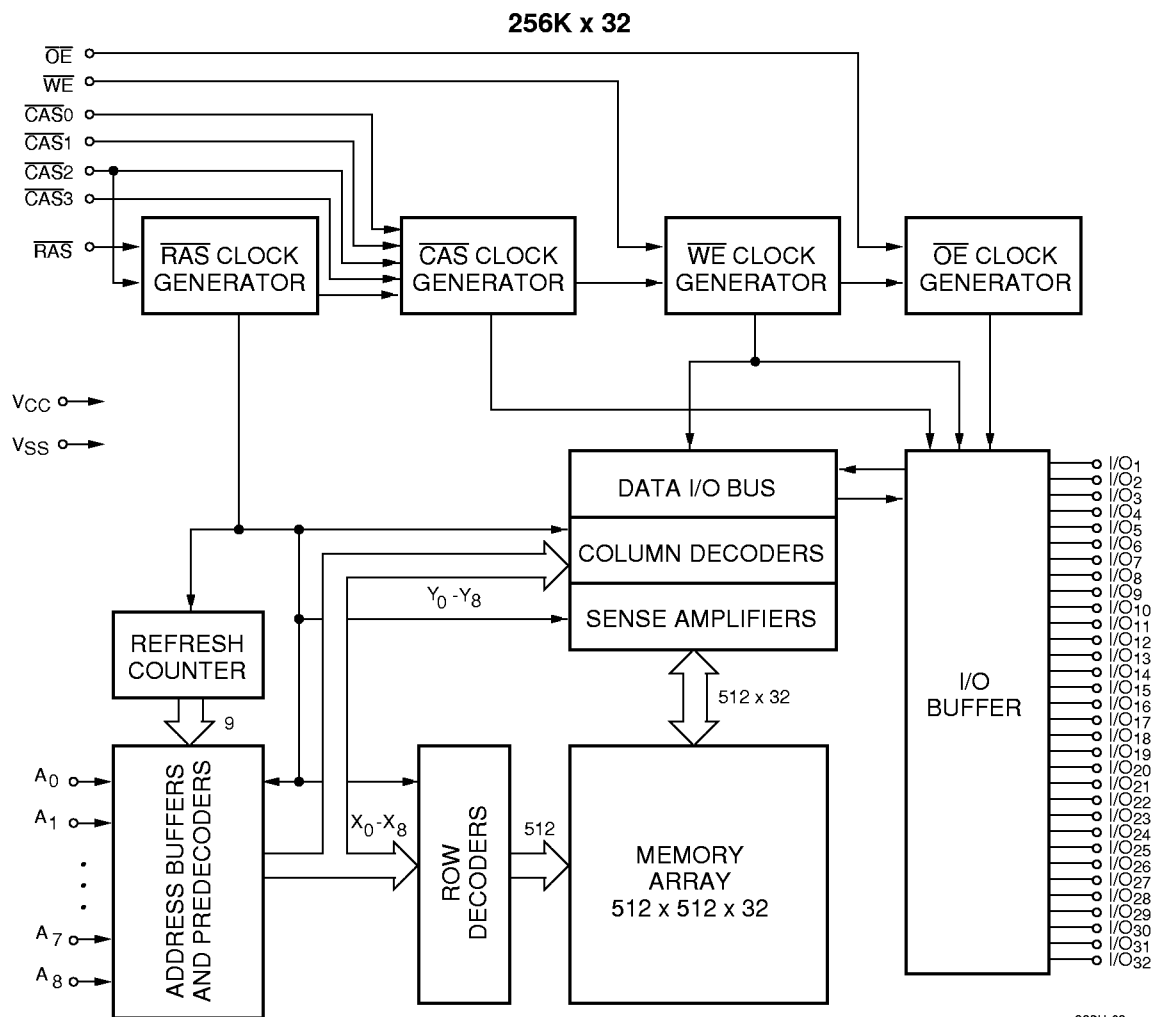 256K x 32
OE
WE
CAS0
CAS1
CAS2
CAS3
RAS
RAS CLOCK
GENERATOR
CAS CLOCK
GENERATOR
WE CLOCK
GENERATOR
OE CLOCK
GENERATOR
VCC
VSS
DATA I/O BUS
COLUMN DECODERS
SENSE AMPLIFIERS
Y0 -Y8
REFRESH
COUNTER
9
512 x 32
I/O
BUFFER
A0
A1
A7
A8
ADDRESS BUFFERS
AND PREDECODERS
X0-X8
ROW
DECODERS
512
MEMORY
ARRAY
512 x 512 x 32
I/O1
I/O2
I/O3
I/O4
I/O5
I/O6
I/O7
I/O8
I/O9
I/O10
I/O11
I/O12
I/O13
I/O14
I/O15
I/O16
I/O17
I/O18
I/O19
I/O20
I/O21
I/O22
I/O23
I/O24
I/O25
I/O26
I/O27
I/O28
I/O29
I/O30
I/O31
I/O32